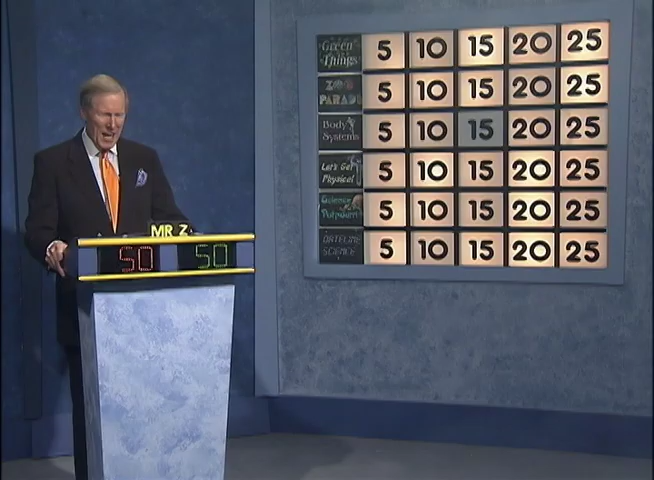 Green Things 5 10 15 20 25
ZOO PARADE 5 10 15 20 25
Body Systems 5 10 15 20 25
Let's Get Physical 5 10 15 20 25
Science Potpourri 5 10 15 20 25
DATELINE SCIENCE 5 10 15 20 25
MR Z
50 50